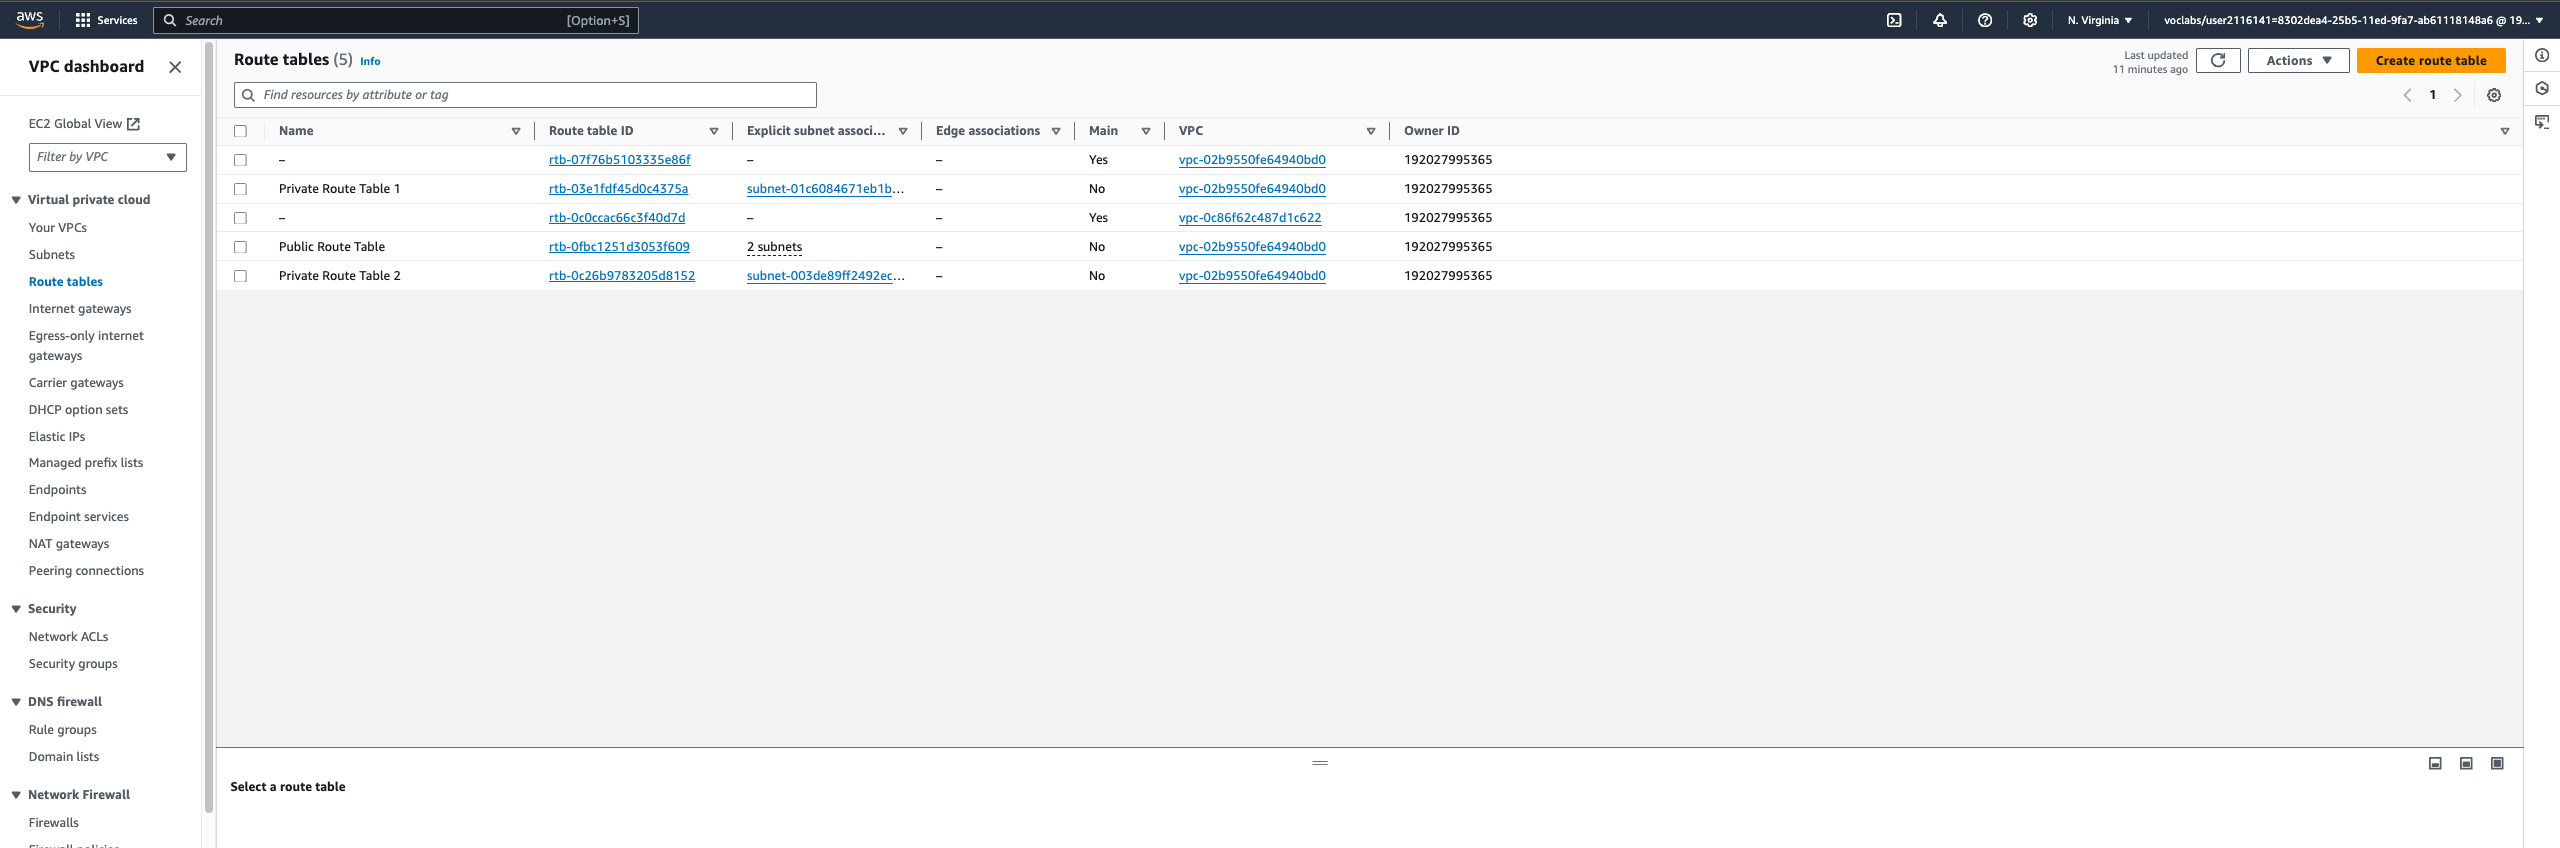 aws
Services
Search
[Option+S]
N. Virginia
voclabs/user2116141=8302dea4-25b5-11ed-9fa7-ab61118148a6 @ 19...
VPC dashboard
EC2 Global View
Filter by VPC
Virtual private cloud
Your VPCs
Subnets
Route tables
Internet gateways
Egress-only internet
gateways
Carrier gateways
DHCP option sets
Elastic IPs
Managed prefix lists
Endpoints
Endpoint services
NAT gateways
Peering connections
Security
Network ACLs
Security groups
DNS firewall
Rule groups
Domain lists
Network Firewall
Firewalls
Firewall policies
Route tables (5) Info
Last updated
11 minutes ago
Actions
Create route table
Find resources by attribute or tag
1
Name Route table ID Explicit subnet associ... Edge associations Main VPC Owner ID
– rtb-07f76b5103335e86f – – Yes vpc-02b9550fe64940bd0 192027995365
Private Route Table 1 rtb-03e1fdf45d0c4375a subnet-01c6084671eb1b... – No vpc-02b9550fe64940bd0 192027995365
– rtb-0c0ccac66c3f40d7d – – Yes vpc-0c86f62c487d1c622 192027995365
Public Route Table rtb-0fbc1251d3053f609 2 subnets – No vpc-02b9550fe64940bd0 192027995365
Private Route Table 2 rtb-0c26b9783205d8152 subnet-003de89ff2492ec... – No vpc-02b9550fe64940bd0 192027995365
Select a route table